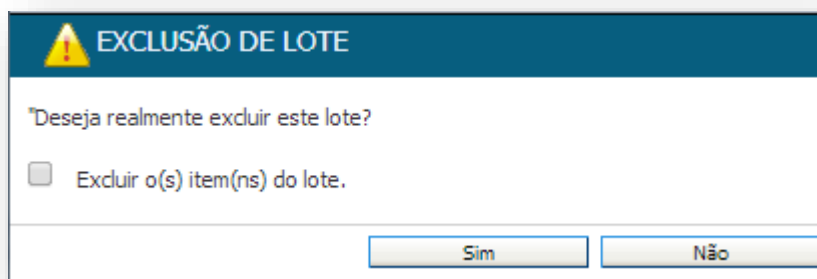 EXCLUSÃO DE LOTE
"Deseja realmente excluir este lote?
Excluir o(s) item(ns) do lote.
Sim Não